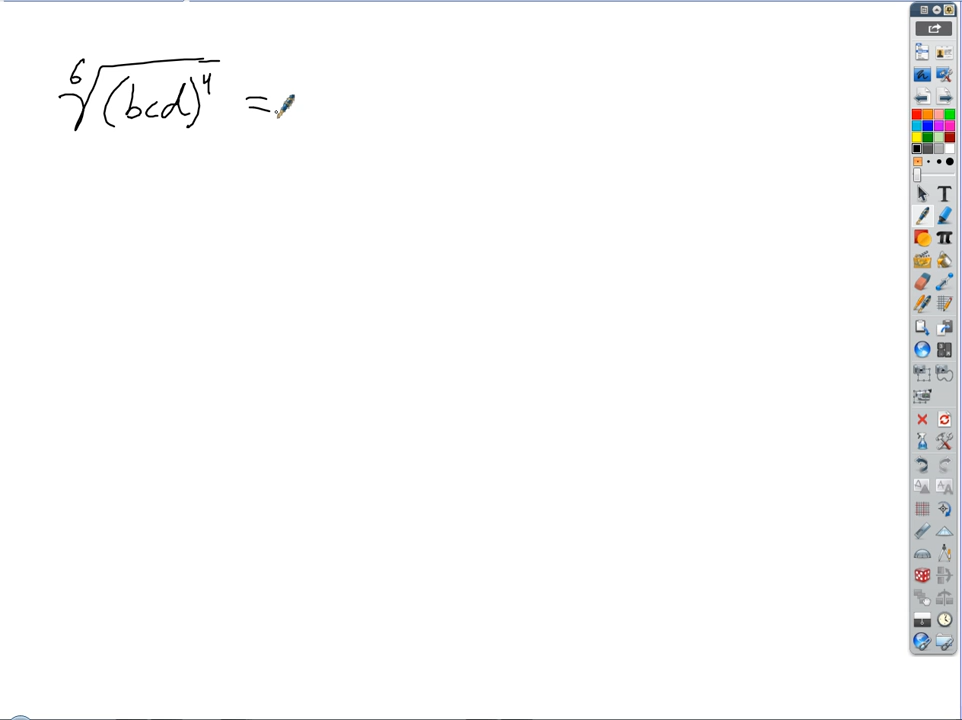 ⁶√(bcd)⁴ =